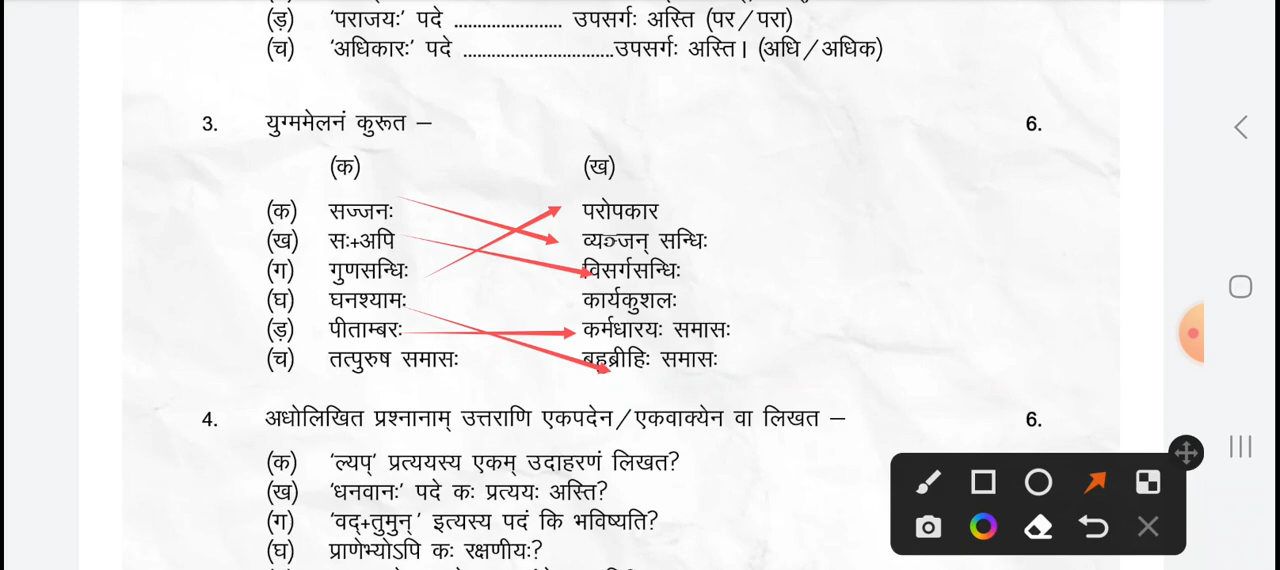 (ड़) 'पराजयः' पदे ...................... उपसर्गः अस्ति (पर/परा)
(च) 'अधिकारः' पदे ..............................उपसर्गः अस्ति। (अधि/अधिक)
3. युग्ममेलनं कुरूत – 6.
(क) (ख)
(क) सज्जनः परोपकार
(ख) सः+अपि व्यञ्जन् सन्धिः
(ग) गुणसन्धिः विसर्गसन्धिः
(घ) घनश्यामः कार्यकुशलः
(ड़) पीताम्बरः कर्मधारयः समासः
(च) तत्पुरुष समासः बहुब्रीहिः समासः
4. अधोलिखित प्रश्नानाम् उत्तराणि एकपदेन/एकवाक्येन वा लिखत – 6.
(क) 'ल्यप्' प्रत्ययस्य एकम् उदाहरणं लिखत?
(ख) 'धनवानः' पदे कः प्रत्ययः अस्ति?
(ग) 'वद्+तुमुन्' इत्यस्य पदं कि भविष्यति?
(घ) प्राणेभ्योऽपि कः रक्षणीयः?